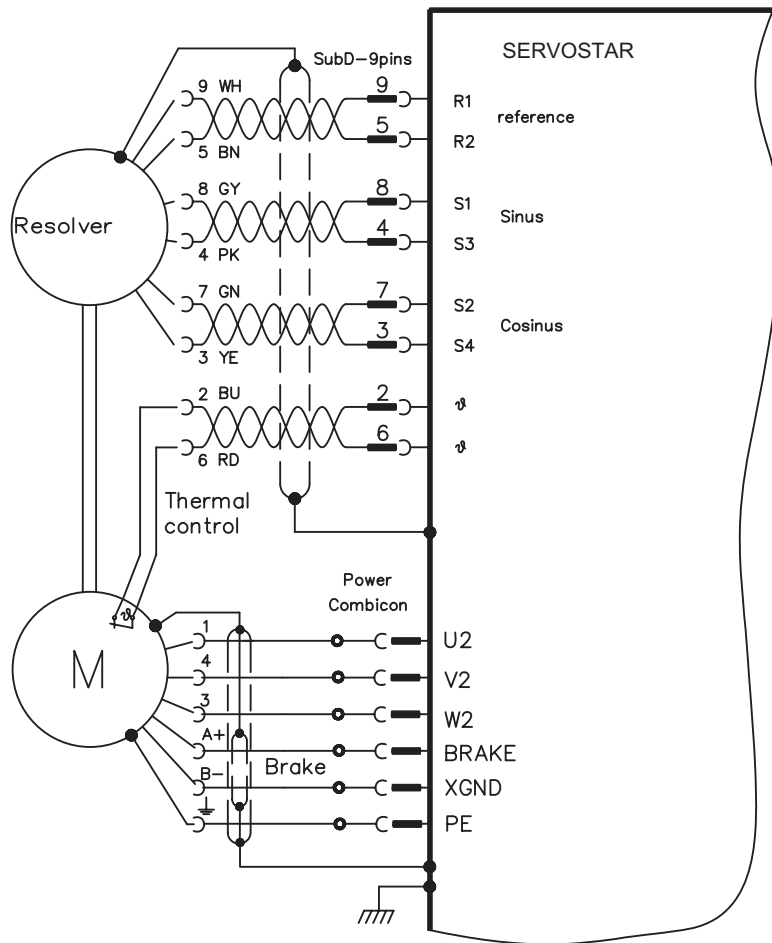 SubD-9pins
SERVOSTAR
9 WH 9 R1
reference
5 BN 5 R2
8 GY 8 S1
Resolver Sinus
4 PK 4 S3
7 GN 7 S2
Cosinus
3 YE 3 S4
2 BU 2 ϑ
6 RD 6 ϑ
Thermal
control
Power
Combicon
ϑ
1 U2
M
4 V2
3 W2
A+ BRAKE
Brake
B- XGND
PE